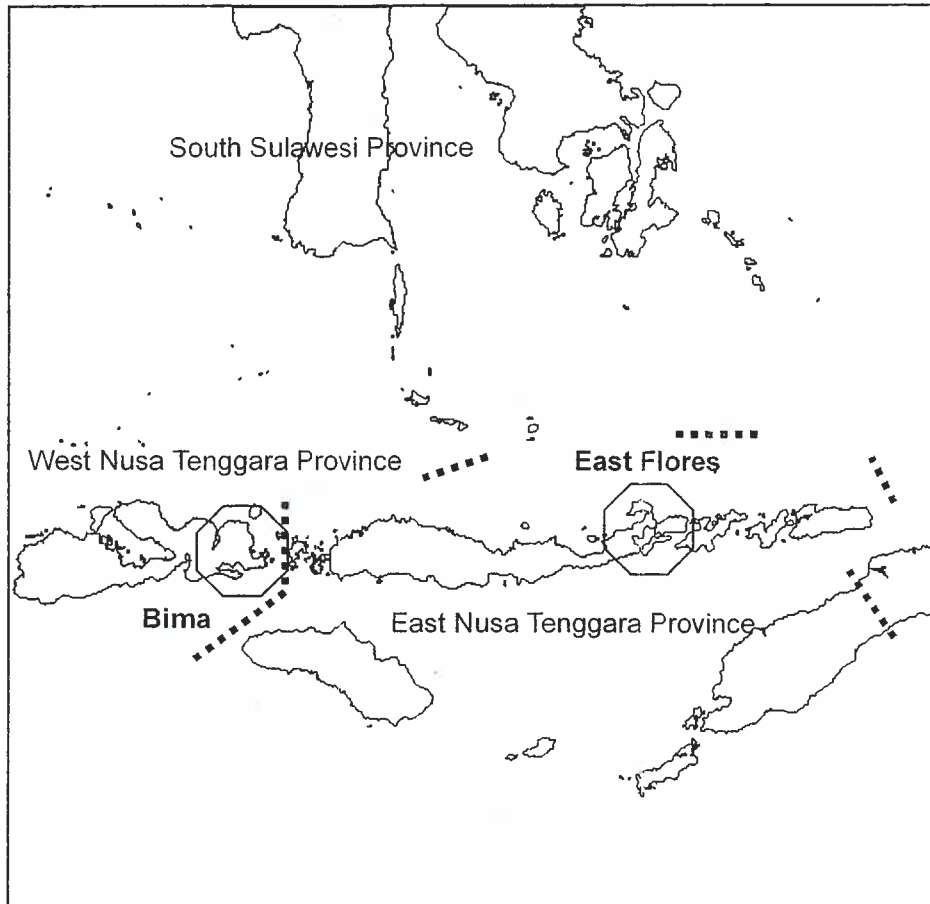 South Sulawesi Province
West Nusa Tenggara Province
East Flores
Bima
East Nusa Tenggara Province